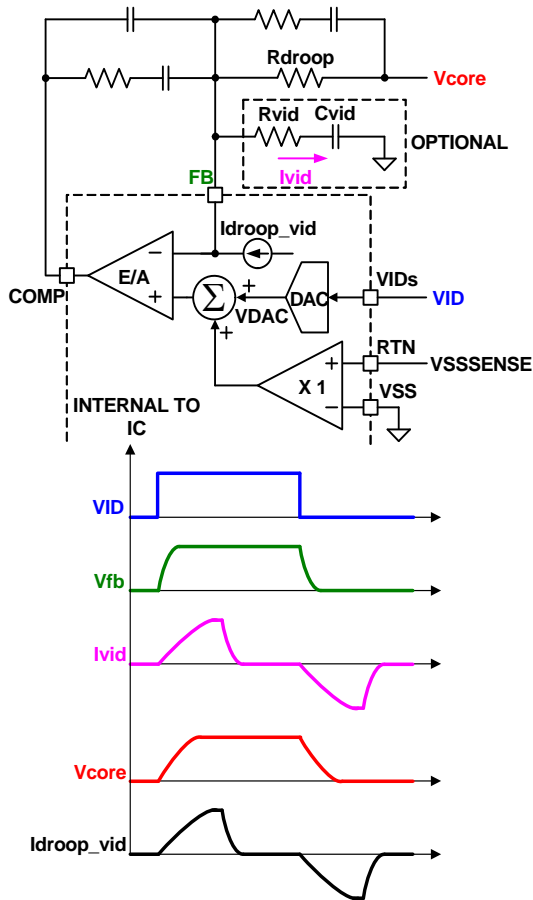 Rdroop
Vcore
Rvid
Cvid
OPTIONAL
Ivid
FB
Idroop_vid
−
E/A
+
COMP
Σ
+
+
VDAC
DAC
VIDs
VID
RTN
VSSSENSE
+
X 1
−
VSS
INTERNAL TO
IC
VID
Vfb
Ivid
Vcore
Idroop_vid